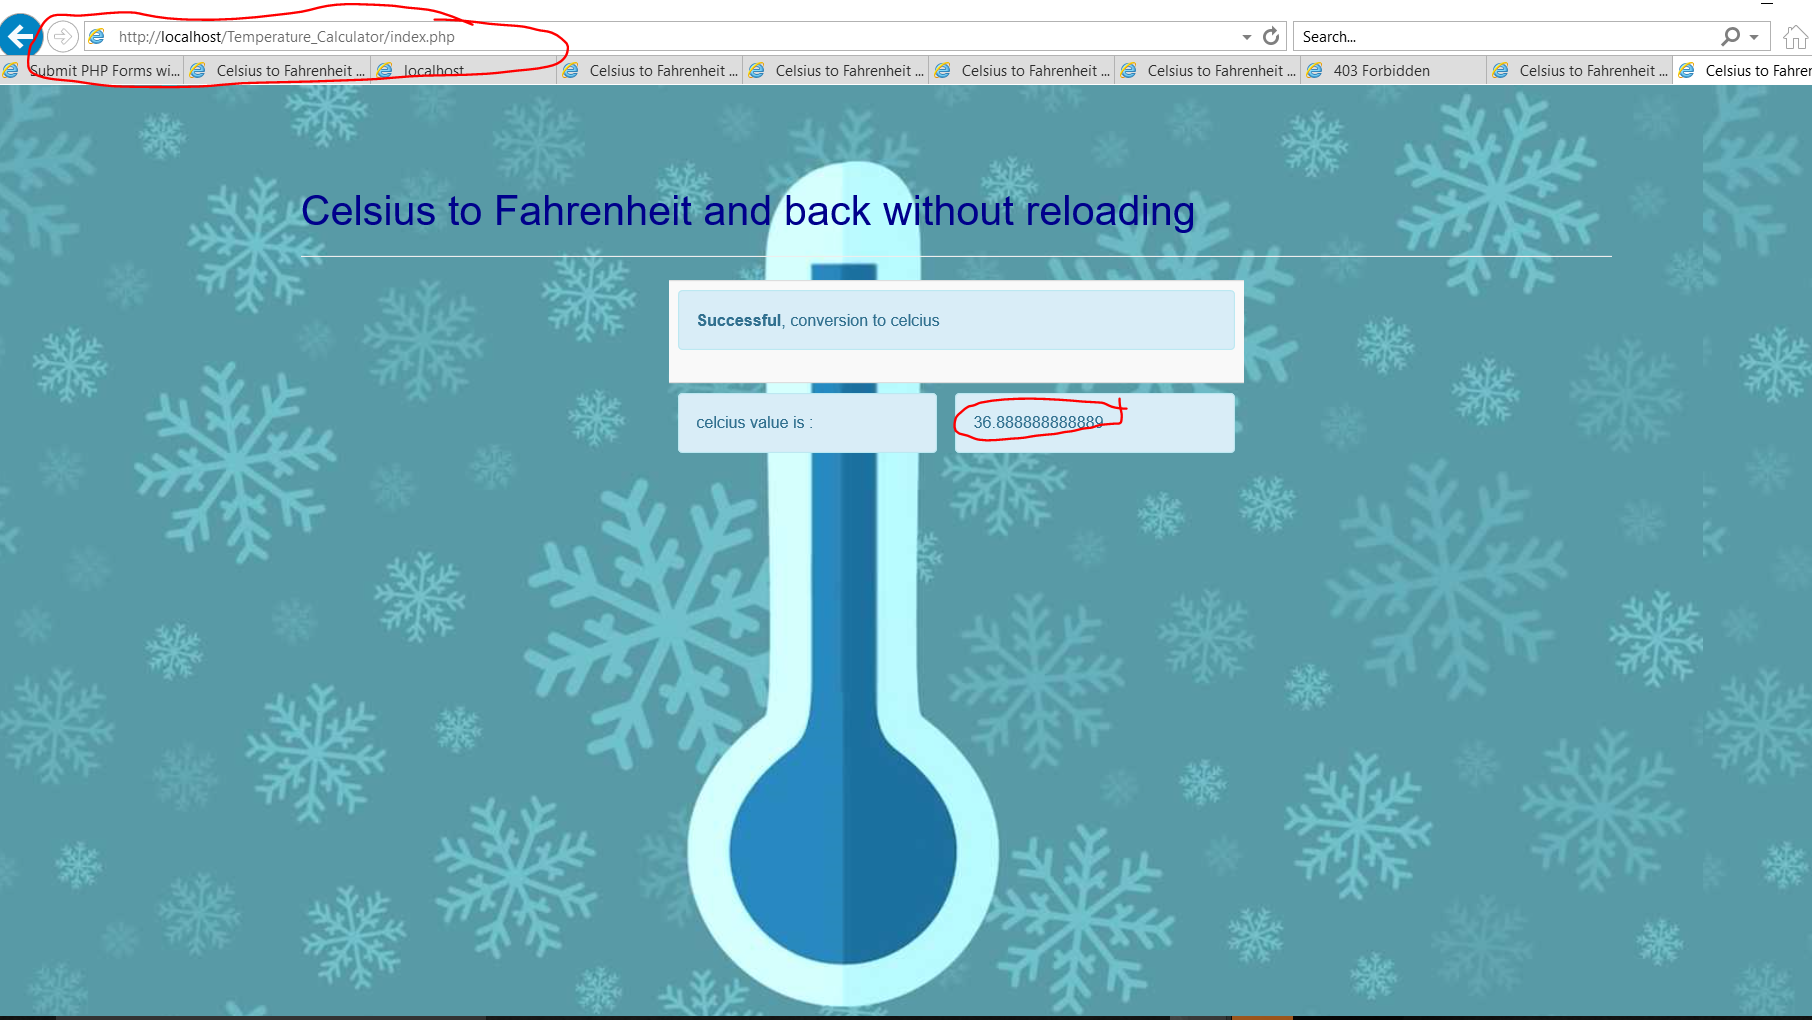 http://localhost/Temperature_Calculator/index.php
Search...
Submit PHP Forms wi...
Celsius to Fahrenheit ...
localhost
Celsius to Fahrenheit ...
Celsius to Fahrenheit ...
Celsius to Fahrenheit ...
Celsius to Fahrenheit ...
403 Forbidden
Celsius to Fahrenheit ...
Celsius to Fahrer
Celsius to Fahrenheit and back without reloading
Successful, conversion to celcius
celcius value is :
36.888888888889